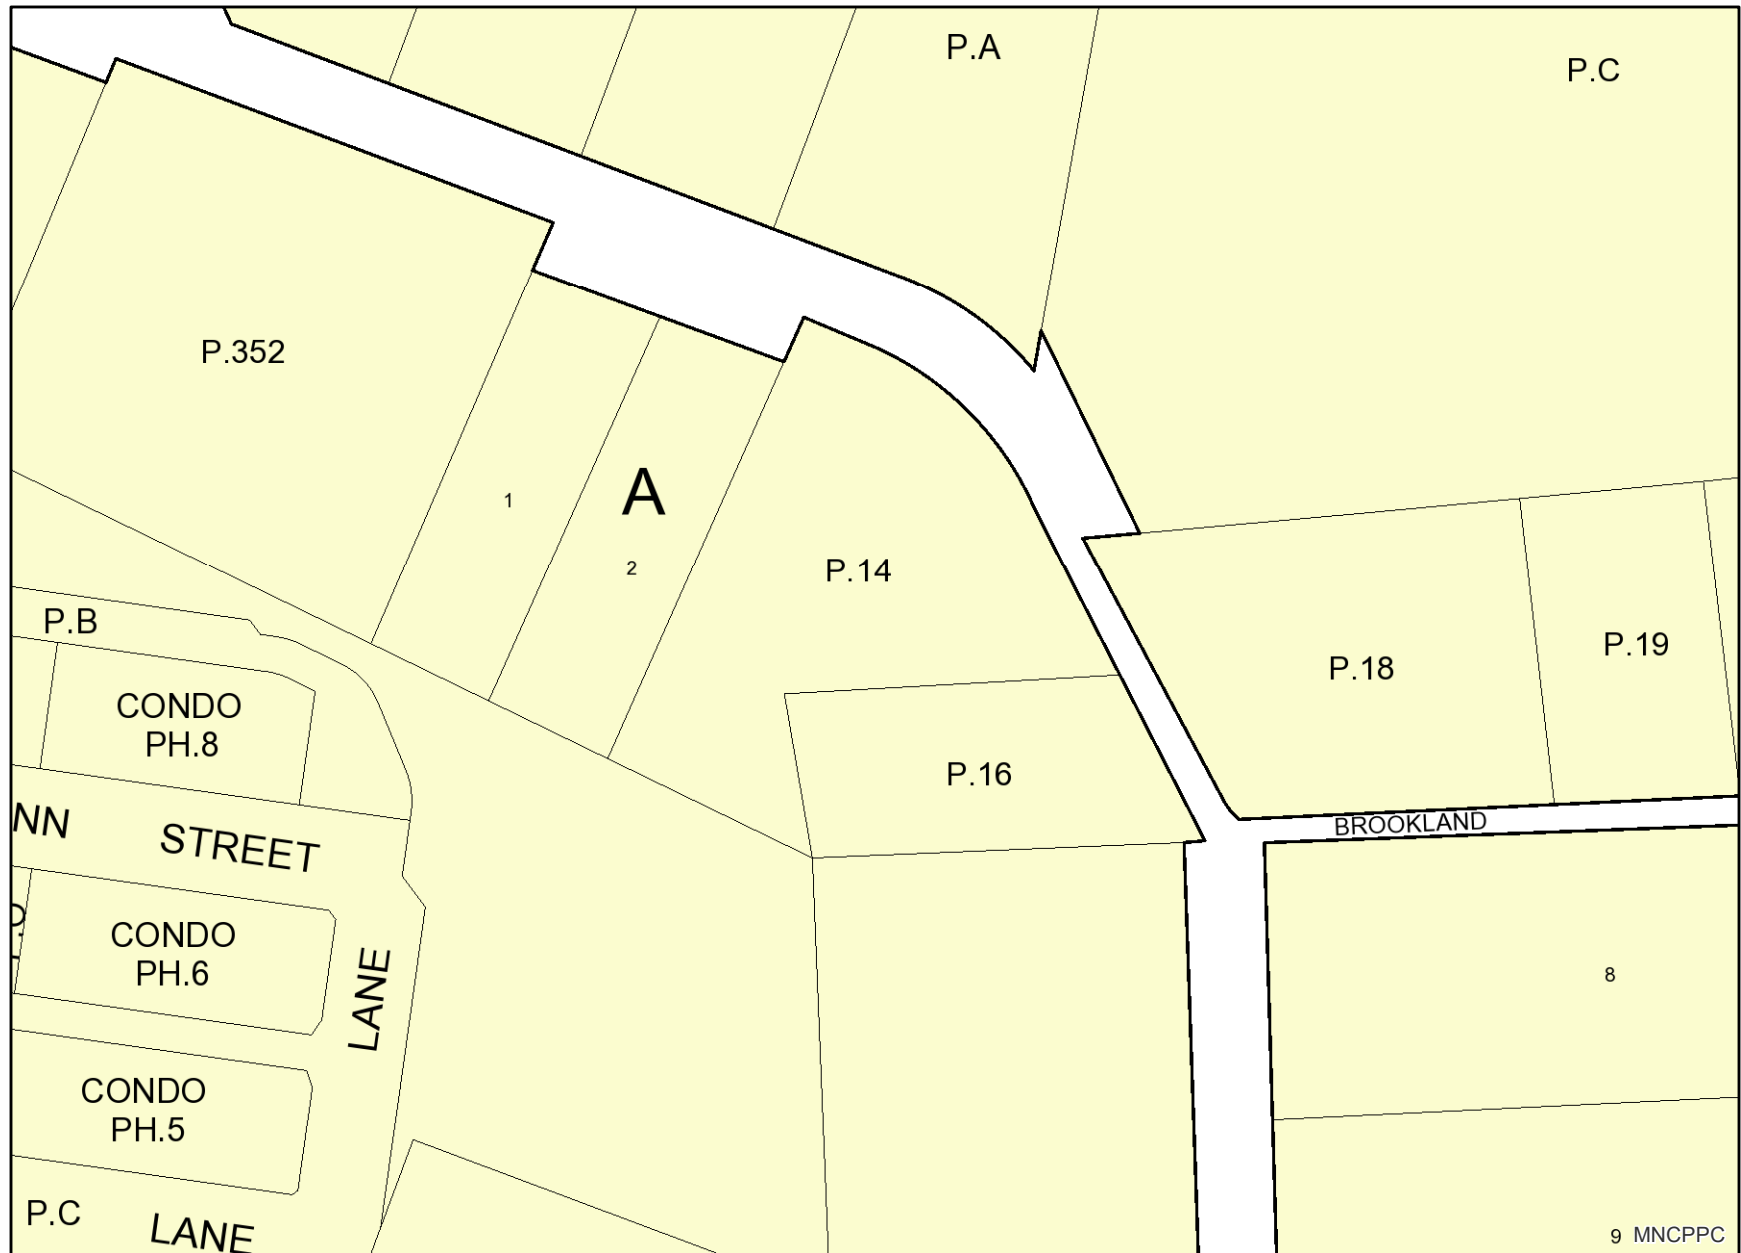 P.A
P.C
P.352
1
A
2
P.14
P.B
P.18
P.19
CONDO
PH.8
P.16
NN STREET
BROOKLAND
CONDO
PH.6
LANE
8
CONDO
PH.5
P.C
LANE
9 MNCPPC